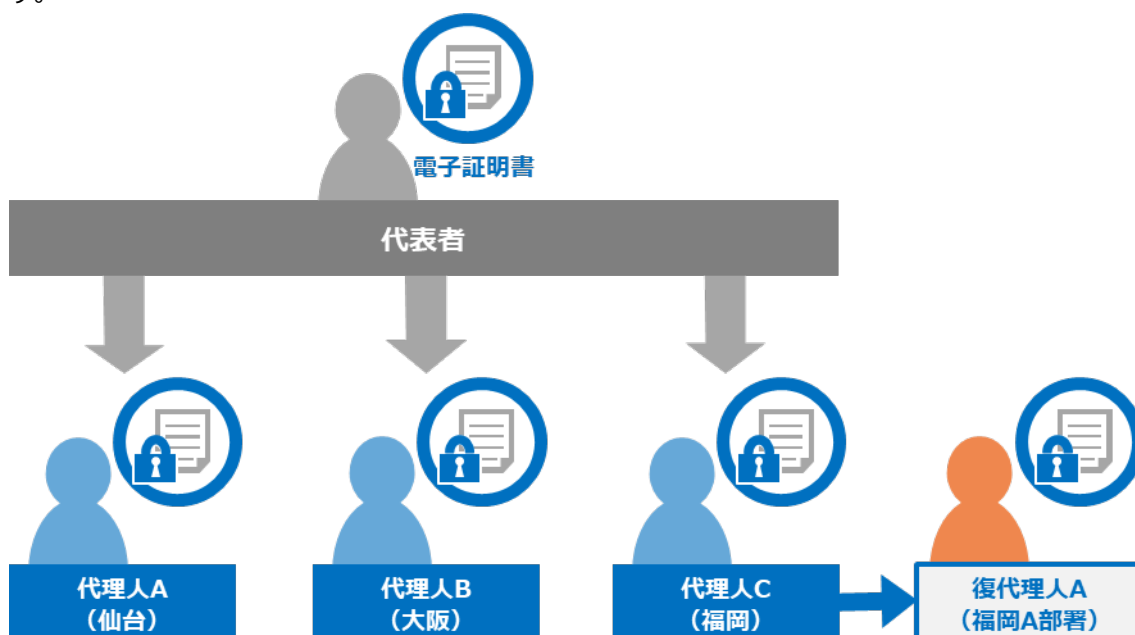 す。
電子証明書
代表者
代理人A
（仙台）
代理人B
（大阪）
代理人C
（福岡）
復代理人A
（福岡A部署）